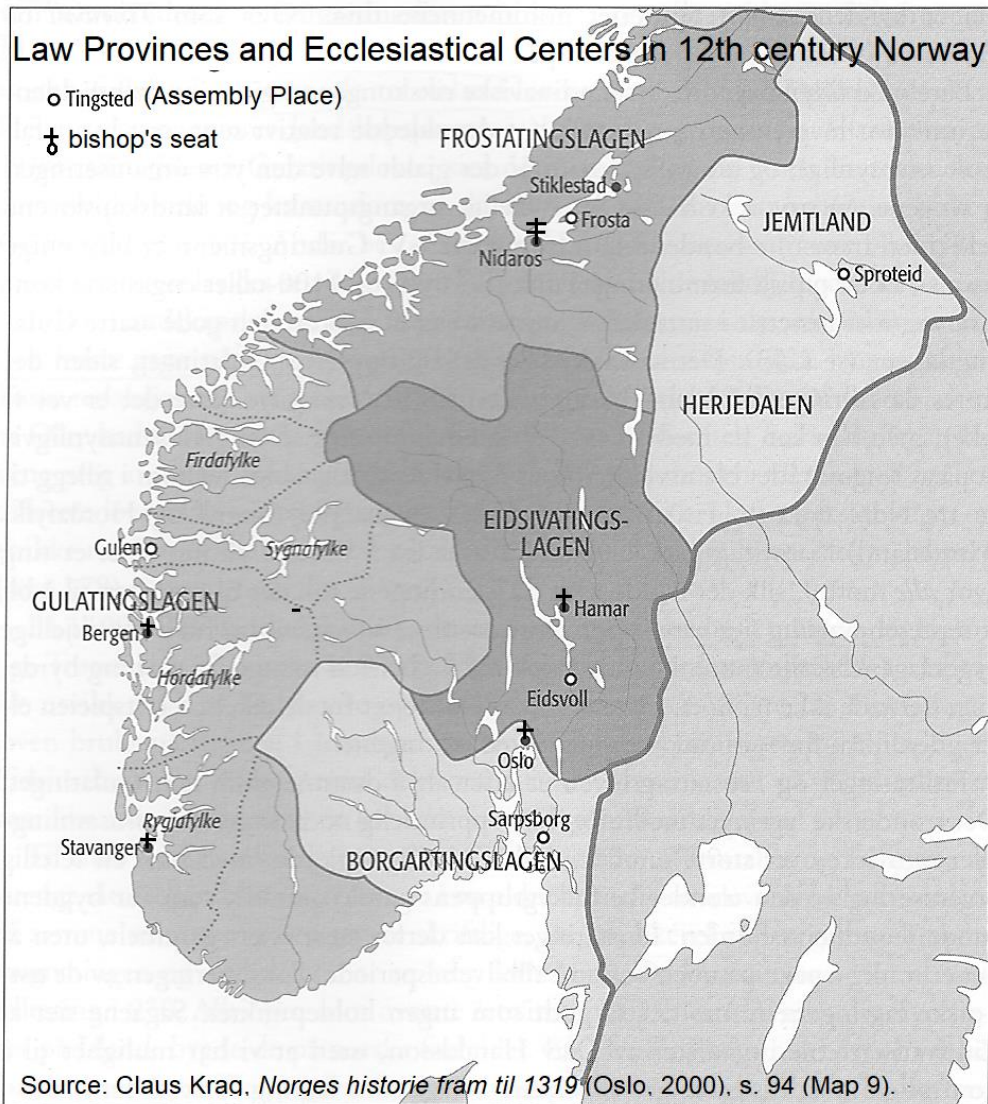 Law Provinces and Ecclesiastical Centers in 12th century Norway
Tingsted (Assembly Place)
bishop's seat
FROSTATINGSLAGEN
Stiklestad
Frosta
Nidaros
JEMTLAND
Sproteid
HERJEDALEN
Firdafylke
EIDSIVATINGS-
LAGEN
Gulen
Sygnafylke
Hamar
GULATINGSLAGEN
Bergen
Hordafylke
Eidsvoll
Oslo
Sarpsborg
Rygjafylke
Stavanger
BORGARTINGSLAGEN
Source: Claus Krag, Norges historie fram til 1319 (Oslo, 2000), s. 94 (Map 9).